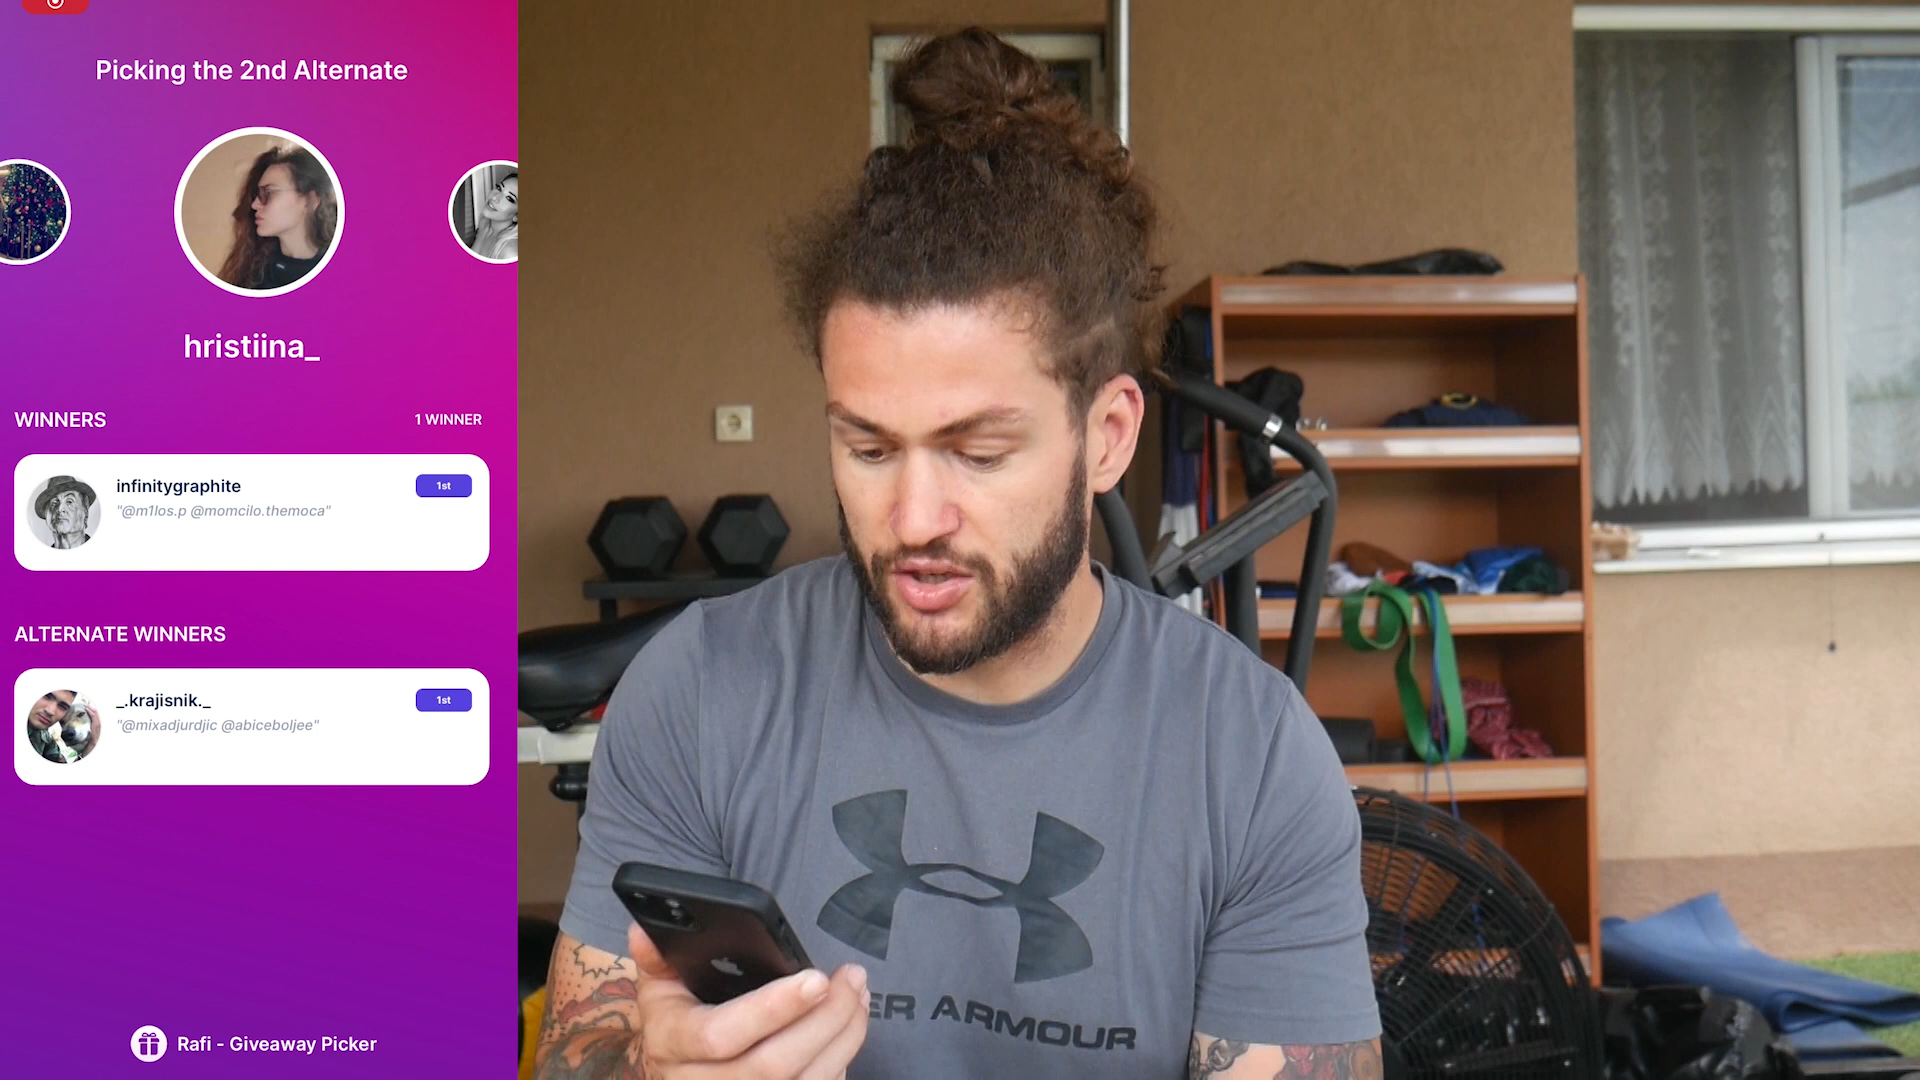 Picking the 2nd Alternate
hristiina_
WINNERS
1 WINNER
infinitygraphite
1st
"@m1los.p @momcilo.themoca"
ALTERNATE WINNERS
_.krajisnik._
1st
"@mixadjurdjic @abiceboljee"
Rafi - Giveaway Picker
ER ARMOUR